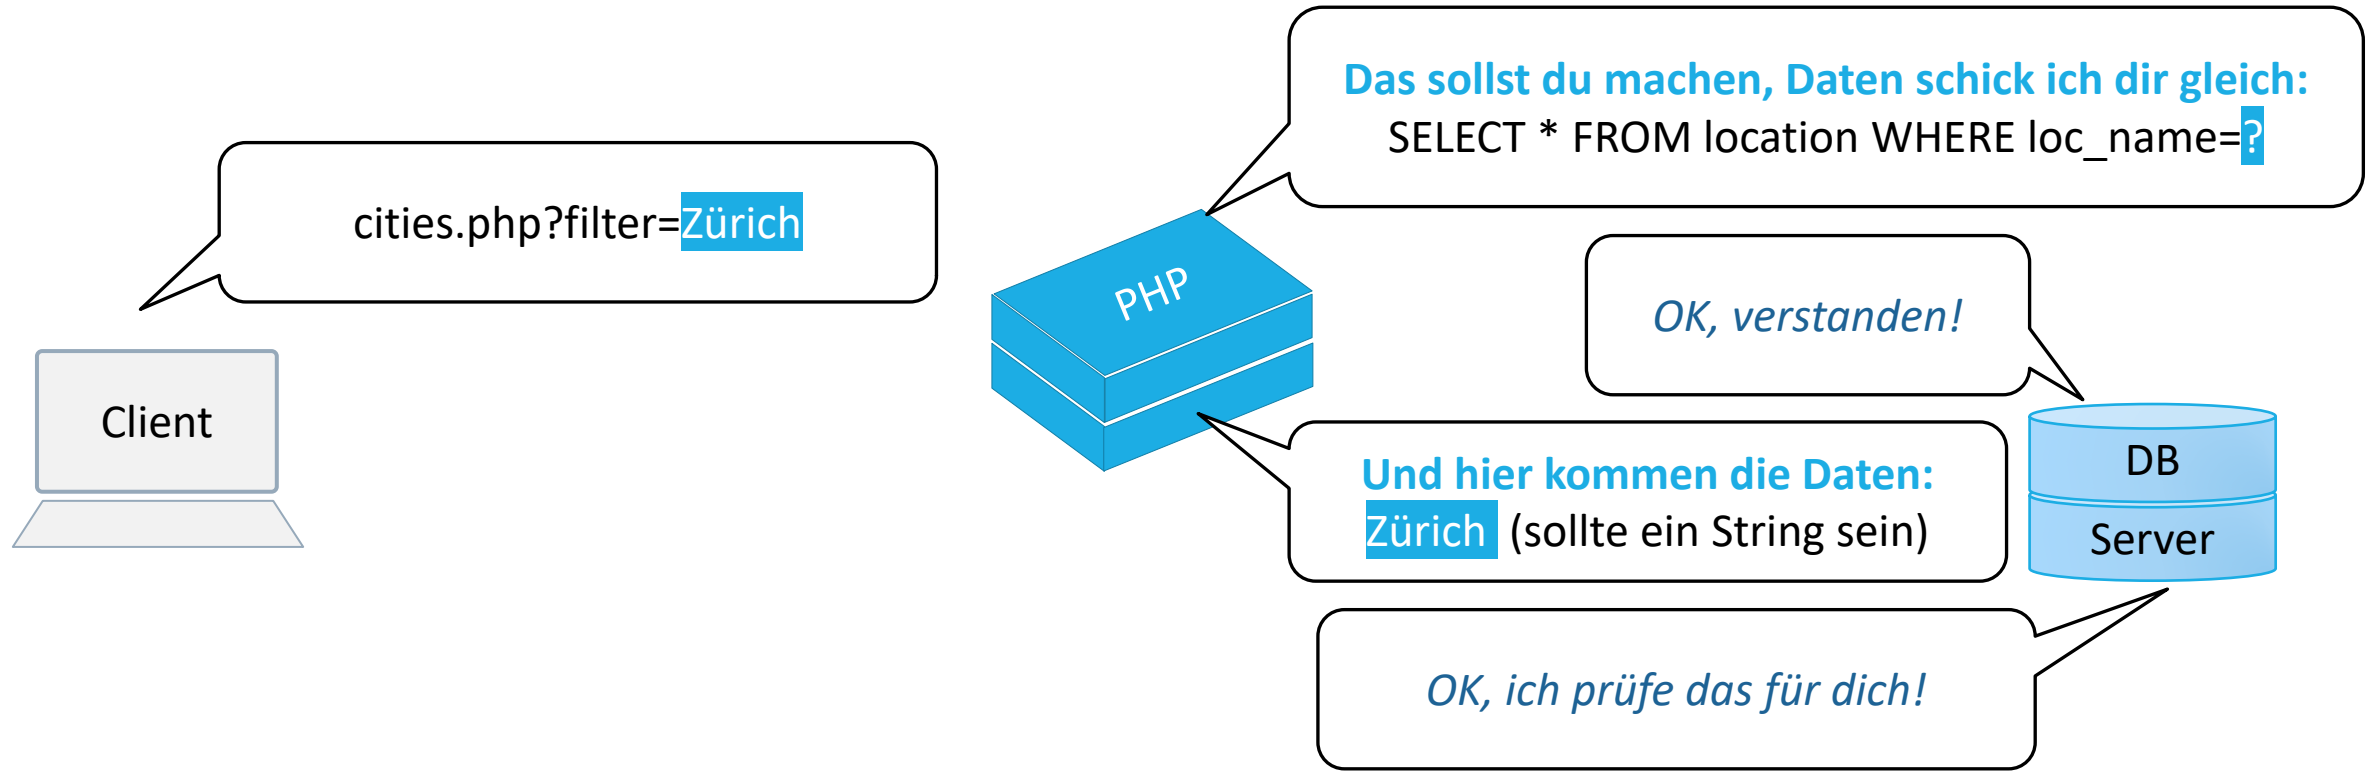 Das sollst du machen, Daten schick ich dir gleich:
SELECT * FROM location WHERE loc_name=?
cities.php?filter=Zürich
PHP
OK, verstanden!
Client
Und hier kommen die Daten:
Zürich (sollte ein String sein)
DB
Server
OK, ich prüfe das für dich!